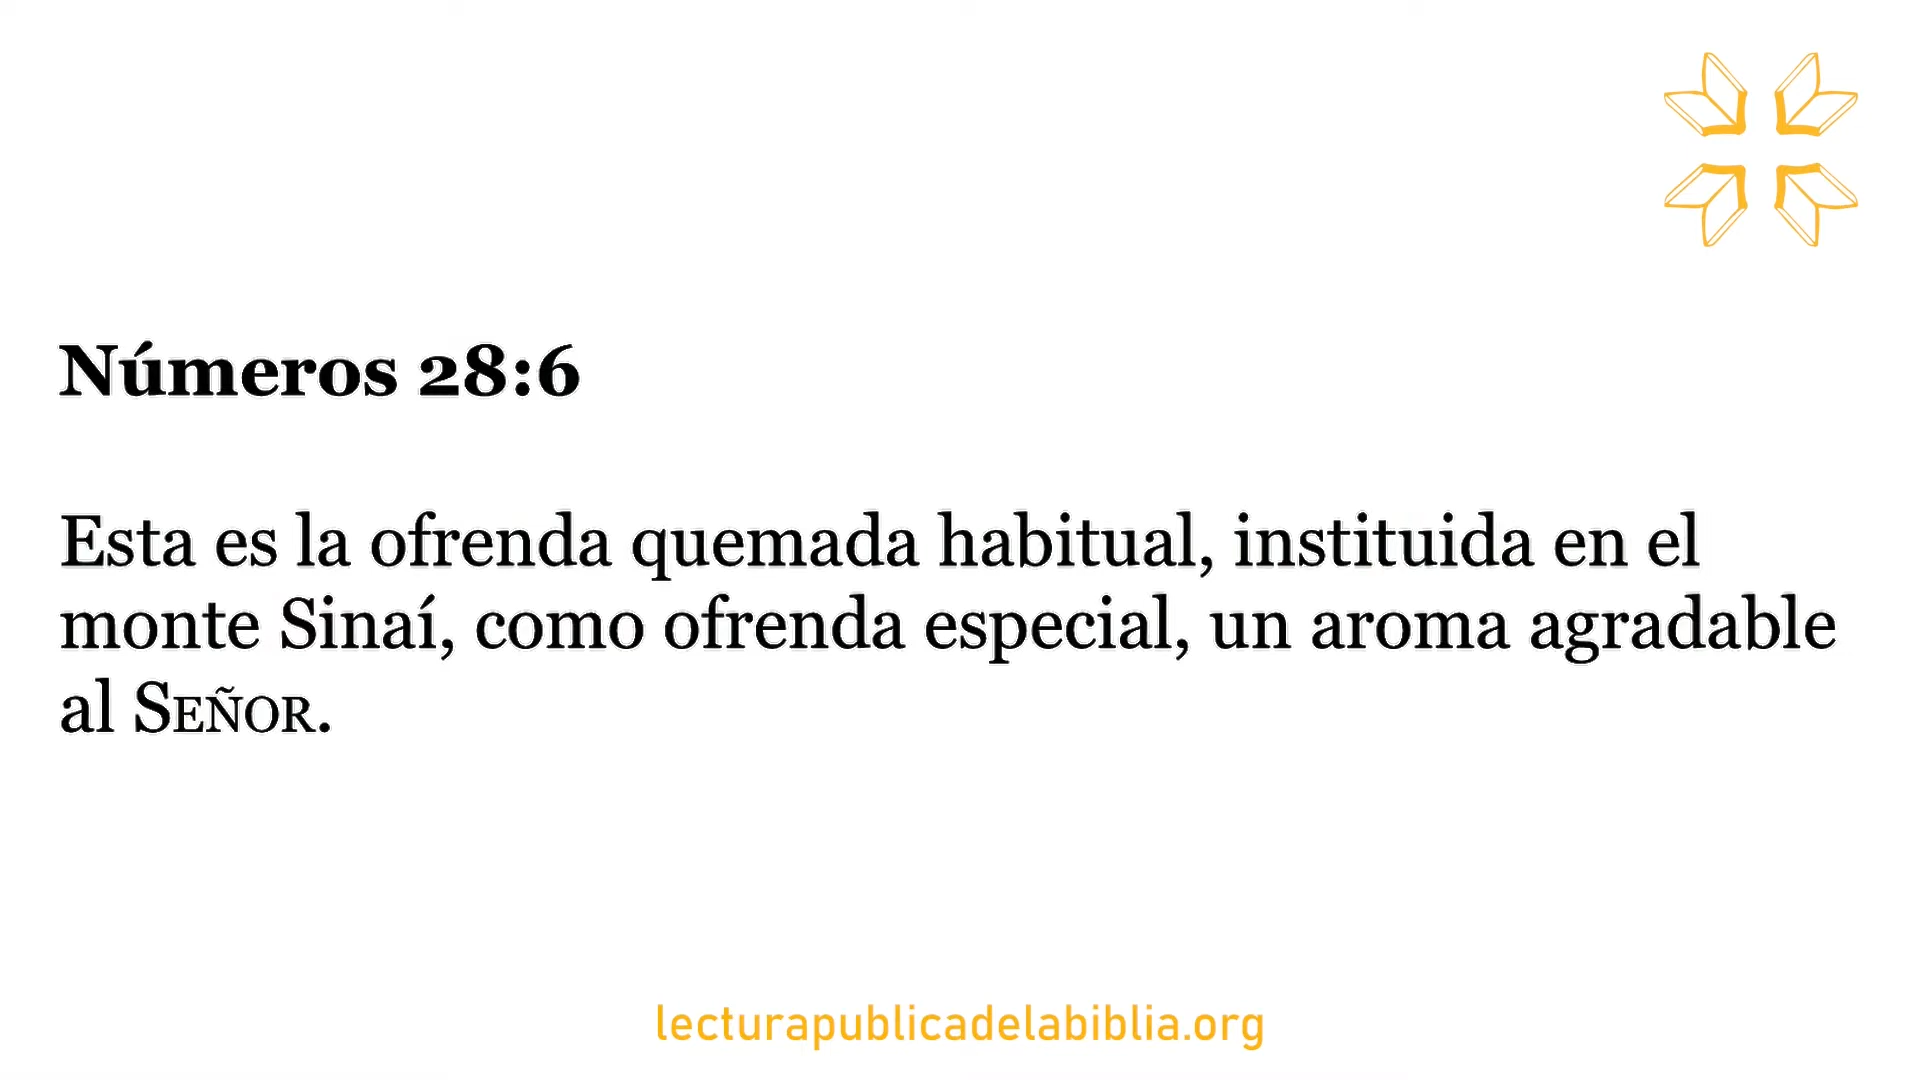 Números 28:6
Esta es la ofrenda quemada habitual, instituida en el
monte Sinaí, como ofrenda especial, un aroma agradable
al SEÑOR.
lecturapublicadelabiblia.org